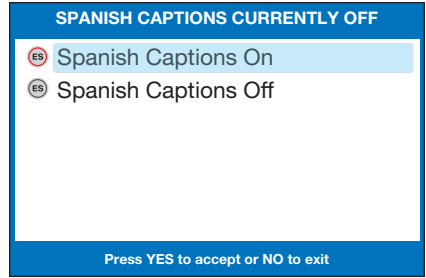 SPANISH CAPTIONS CURRENTLY OFF
ES Spanish Captions On
ES Spanish Captions Off
Press YES to accept or NO to exit